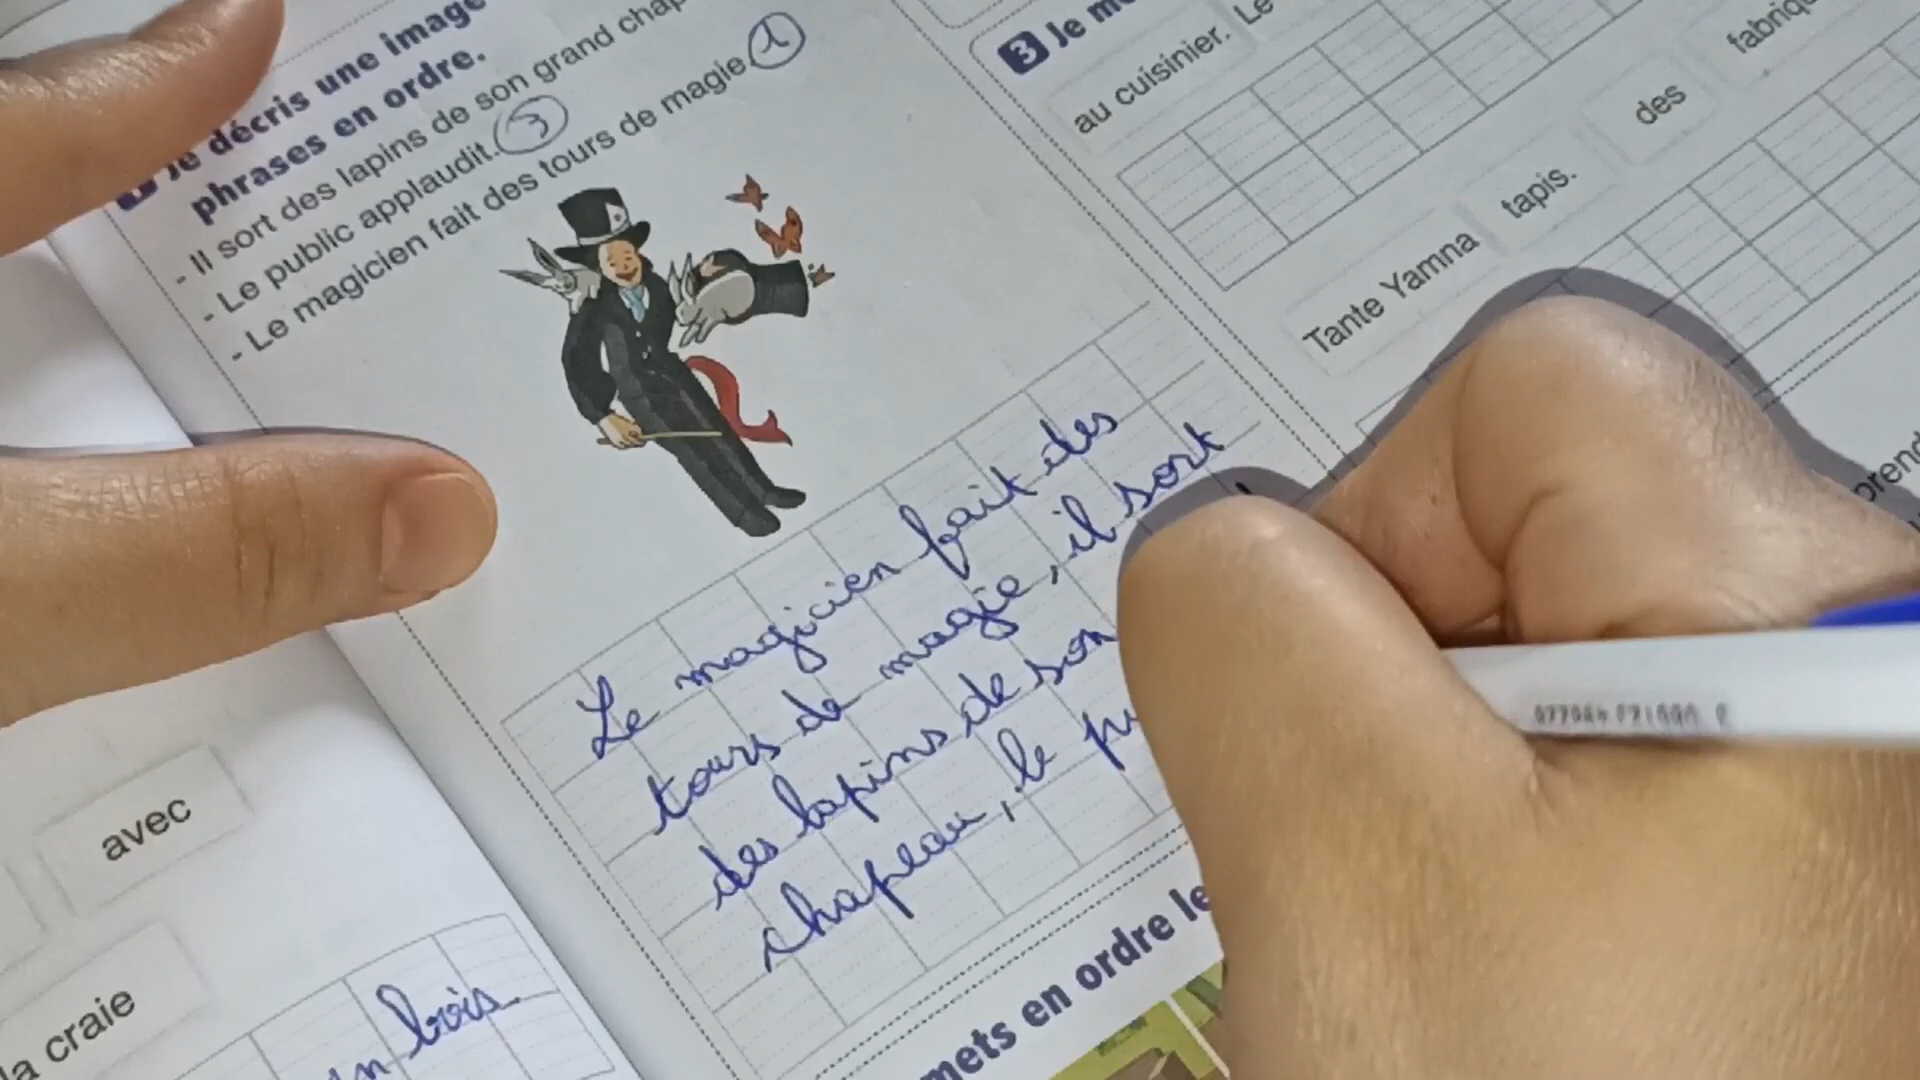 Je décris une image
phrases en ordre.
- Il sort des lapins de son grand chap
- Le public applaudit. 3
- Le magicien fait des tours de magie 1
Le magicien fait des
tours de magie, il sort
des lapins de son
chapeau, le pu
mets en ordre le
3 Je m
au cuisinier. Le
des
tapis.
Tante Yamna
avec
la craie
bois.